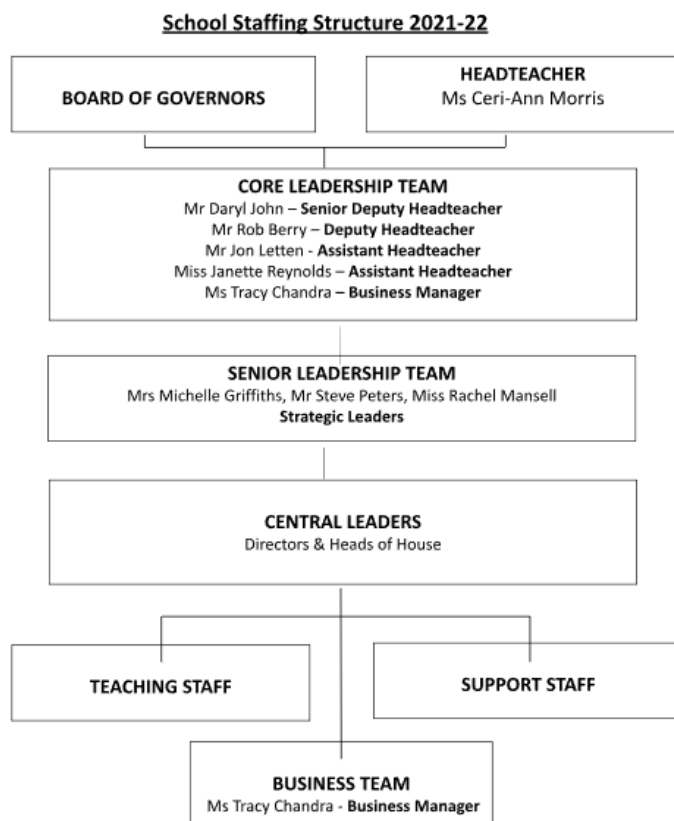 School Staffing Structure 2021-22
BOARD OF GOVERNORS
HEADTEACHER
Ms Ceri-Ann Morris
CORE LEADERSHIP TEAM
Mr Daryl John – Senior Deputy Headteacher
Mr Rob Berry – Deputy Headteacher
Mr Jon Letten - Assistant Headteacher
Miss Janette Reynolds – Assistant Headteacher
Ms Tracy Chandra – Business Manager
SENIOR LEADERSHIP TEAM
Mrs Michelle Griffiths, Mr Steve Peters, Miss Rachel Mansell
Strategic Leaders
CENTRAL LEADERS
Directors & Heads of House
TEACHING STAFF
SUPPORT STAFF
BUSINESS TEAM
Ms Tracy Chandra - Business Manager